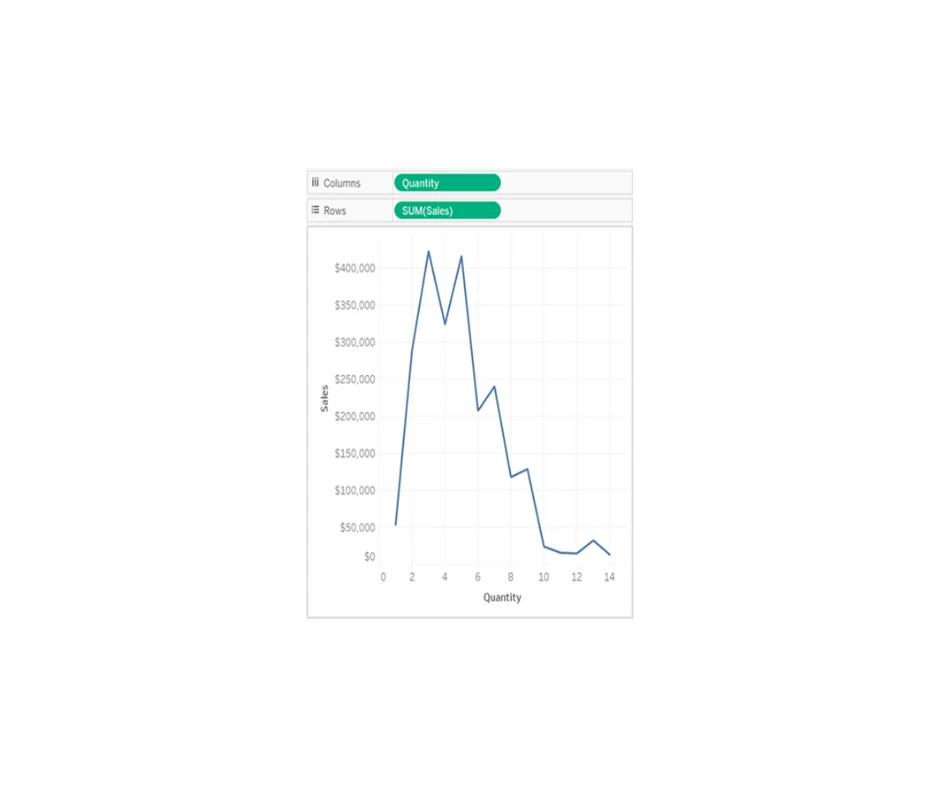 Columns Quantity
Rows SUM(Sales)
$400,000
$350,000
$300,000
$250,000
$200,000
$150,000
$100,000
$50,000
$0
Sales
0 2 4 6 8 10 12 14
Quantity